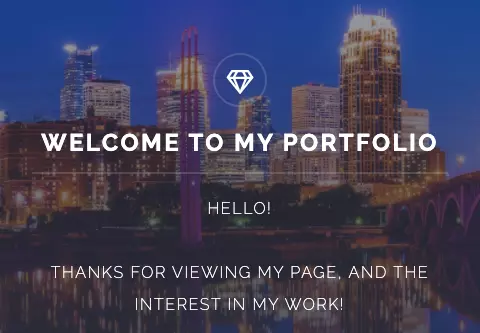 WELCOME TO MY PORTFOLIO
HELLO!
THANKS FOR VIEWING MY PAGE, AND THE
INTEREST IN MY WORK!